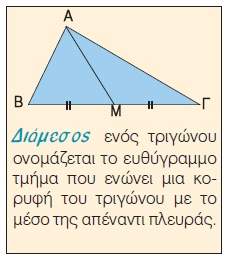 Α
Β Μ Γ
Διάμεσος ενός τριγώνου
ονομάζεται το ευθύγραμμο
τμήμα που ενώνει μια κο-
ρυφή του τριγώνου με το
μέσο της απέναντι πλευράς.